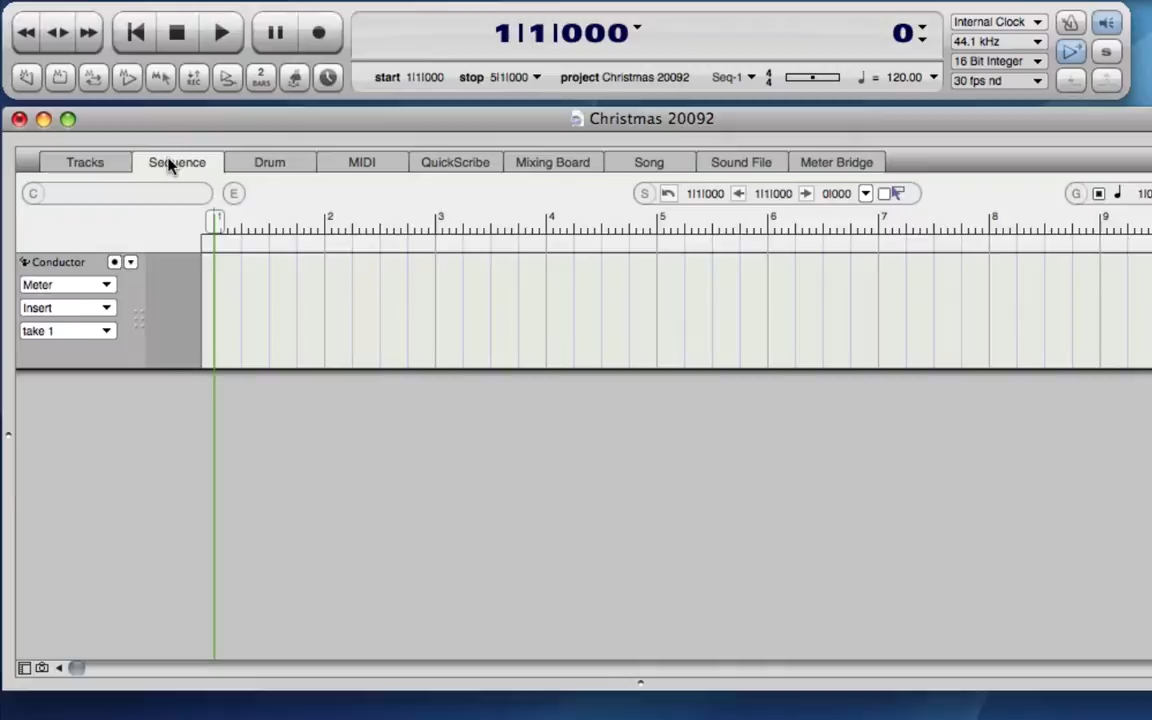 1|1|000
0
Internal Clock
44.1 kHz
16 Bit Integer
30 fps nd
REC
2
BARS
start 1|1|000 stop 5|1|000 project Christmas 20092 Seq-1 4 4 ♩ = 120.00
Christmas 20092
Tracks Sequence Drum MIDI QuickScribe Mixing Board Song Sound File Meter Bridge
C E S 1|1|000 1|1|000 0|000 G
1 2 3 4 5 6 7 8 9
Conductor
Meter
Insert
take 1